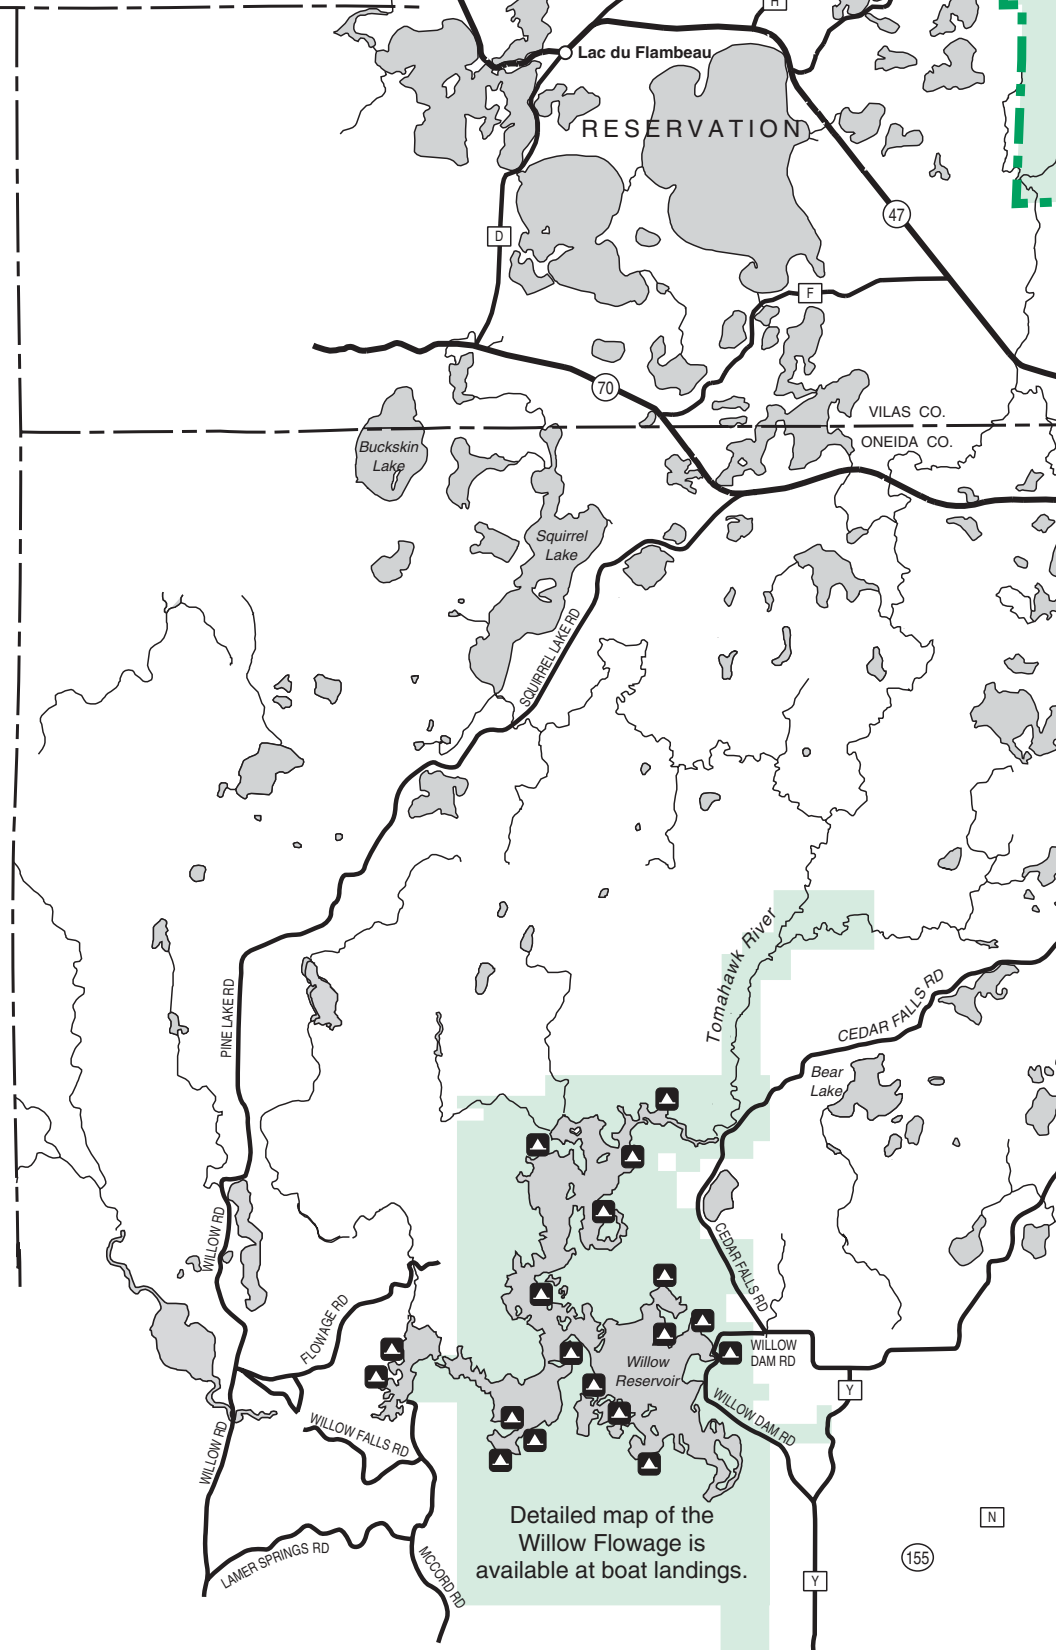 H
Lac du Flambeau
RESERVATION
47
D
F
70
VILAS CO.
ONEIDA CO.
Buckskin
Lake
Squirrel
Lake
SQUIRREL LAKE RD
Tomahawk River
PINE LAKE RD
CEDAR FALLS RD
Bear
Lake
WILLOW RD
CEDAR FALLS RD
FLOWAGE RD
WILLOW
DAM RD
Willow
Reservoir
Y
WILLOW DAM RD
WILLOW FALLS RD
WILLOW RD
Detailed map of the
Willow Flowage is
available at boat landings.
N
155
LAMER SPRINGS RD
MCCORD RD
Y